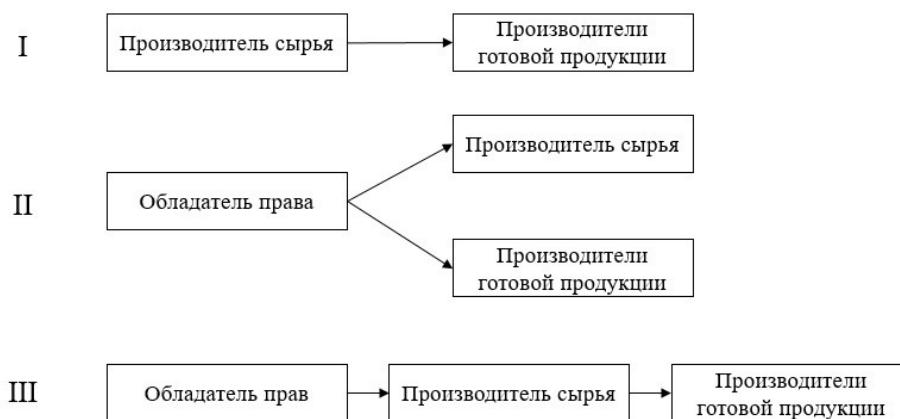 I
Производитель сырья
Производители
готовой продукции
II
Обладатель права
Производитель сырья
Производители
готовой продукции
III
Обладатель прав
Производитель сырья
Производители
готовой продукции